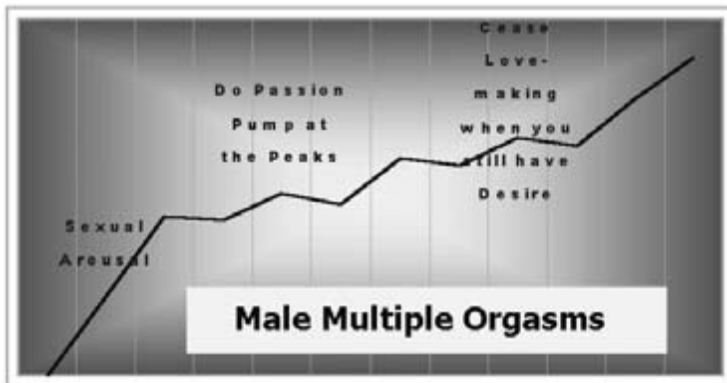 Sexual
Arousal
Do Passion
Pump at
the Peaks
Cease
Love-
making
when you
still have
Desire
Male Multiple Orgasms